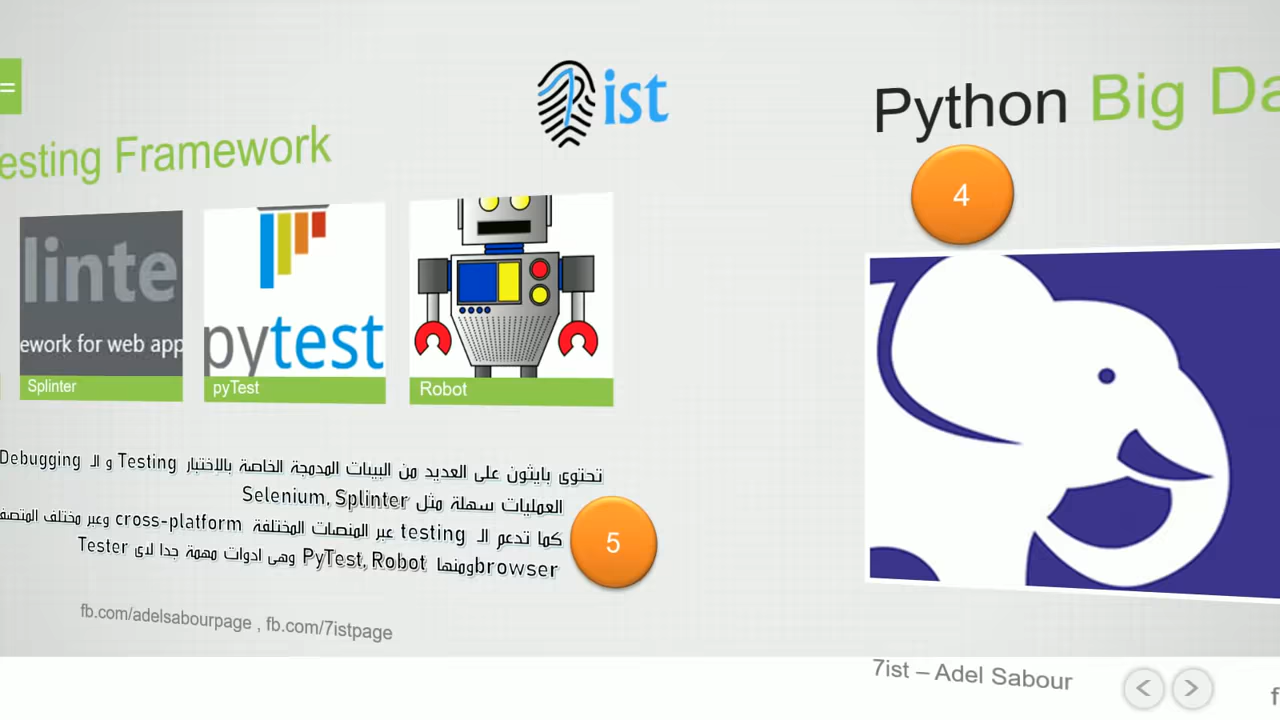 =
esting Framework
7ist
Python Big Da
4
linte
ework for web app
Splinter
pytest
pyTest
Robot
تحتوى بايثون على العديد من البيئات المدمجة الخاصة بالاختبار Testing و الـ Debugging
العمليات سهلة مثل Selenium, Splinter
كما تدعم الـ testing عبر المنصات المختلفة cross-platform وعبر مختلف المتصف
browserومنها PyTest, Robot وهى ادوات مهمة جدا لدى Tester
5
fb.com/adelsabourpage , fb.com/7istpage
7ist – Adel Sabour
f